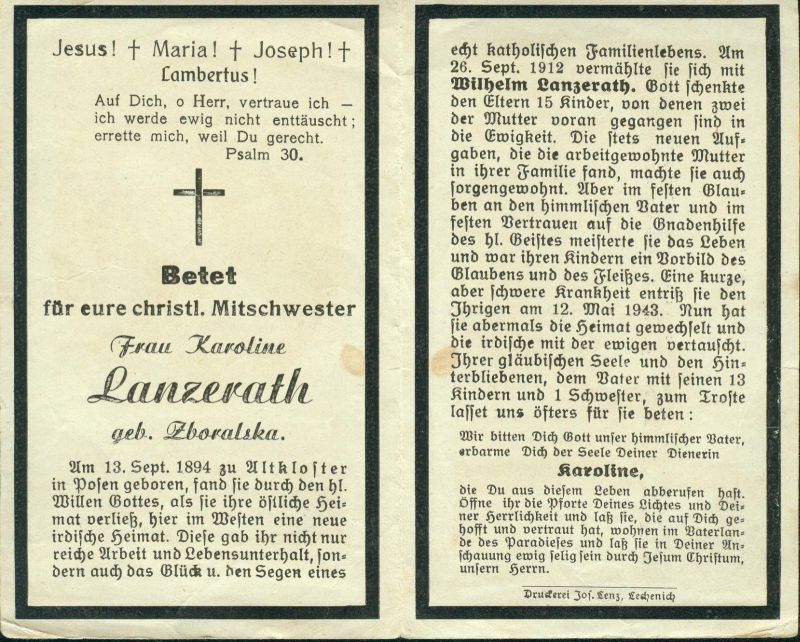 Jesus! † Maria! † Joseph! †
Lambertus!
Auf Dich, o Herr, vertraue ich —
ich werde ewig nicht enttäuscht;
errette mich, weil Du gerecht.
Psalm 30.
Betet
für eure christl. Mitschwester
Frau Karoline
Lanzerath
geb. Zboralska.
Am 13. Sept. 1894 zu Altkloster
in Posen geboren, fand sie durch den hl.
Willen Gottes, als sie ihre östliche Hei-
mat verließ, hier im Westen eine neue
irdische Heimat. Diese gab ihr nicht nur
reiche Arbeit und Lebensunterhalt, son-
dern auch das Glück u. den Segen eines
echt katholischen Familienlebens. Am
26. Sept. 1912 vermählte sie sich mit
Wilhelm Lanzerath. Gott schenkte
den Eltern 15 Kinder, von denen zwei
der Mutter voran gegangen sind in
die Ewigkeit. Die stets neuen Auf-
gaben, die die arbeitgewohnte Mutter
in ihrer Familie fand, machte sie auch
sorgengewohnt. Aber im festen Glau-
ben an den himmlischen Vater und im
festen Vertrauen auf die Gnadenhilfe
des hl. Geistes meisterte sie das Leben
und war ihren Kindern ein Vorbild des
Glaubens und des Fleißes. Eine kurze,
aber schwere Krankheit entriß sie den
Ihrigen am 12. Mai 1943. Nun hat
sie abermals die Heimat gewechselt und
die irdische mit der ewigen vertauscht.
Ihrer gläubischen Seele und den Hin-
terbliebenen, dem Vater mit seinen 13
Kindern und 1 Schwester, zum Troste
lasset uns öfters für sie beten:
Wir bitten Dich Gott unser himmlischer Vater,
erbarme Dich der Seele Deiner Dienerin
Karoline,
die Du aus diesem Leben abberufen hast.
Öffne ihr die Pforte Deines Lichtes und Dei-
ner Herrlichkeit und laß sie, die auf Dich ge-
hofft und vertraut hat, wohnen im Vaterlan-
de des Paradieses und laß sie in Deiner An-
schauung ewig selig sein durch Jesum Christum,
unsern Herrn.
Druckerei Jos. Lenz, Lechenich